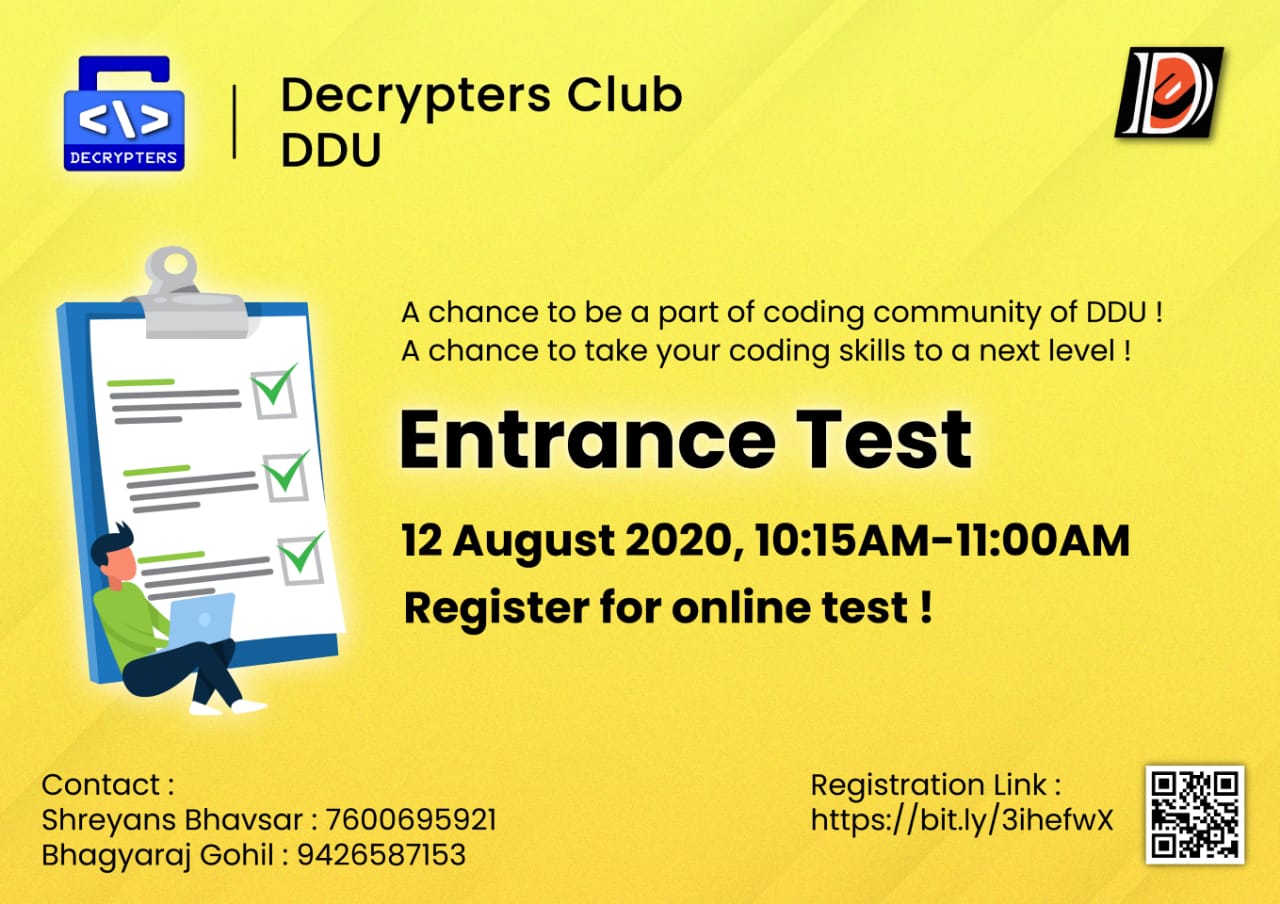 <\>
DECRYPTERS
Decrypters Club
DDU
A chance to be a part of coding community of DDU !
A chance to take your coding skills to a next level !
Entrance Test
12 August 2020, 10:15AM-11:00AM
Register for online test !
Contact :
Shreyans Bhavsar : 7600695921
Bhagyaraj Gohil : 9426587153
Registration Link :
https://bit.ly/3ihefwX